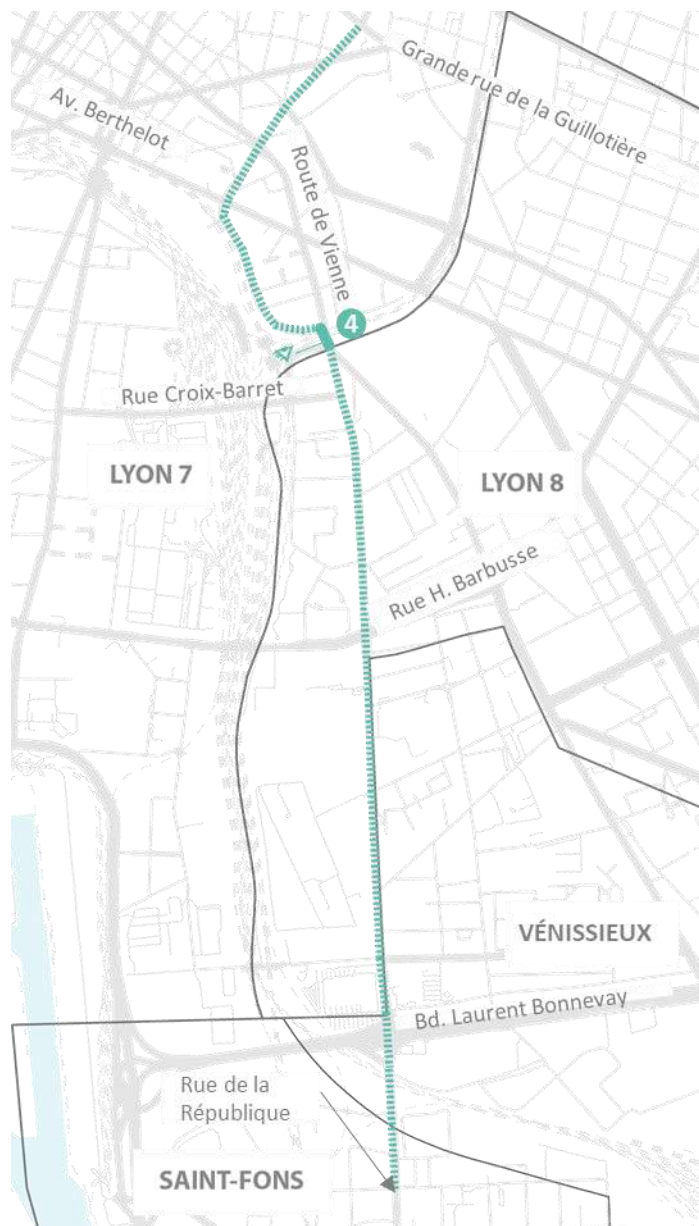 Grande rue de la Guillotière
Av. Berthelot
Route de Vienne
4
Rue Croix-Barret
LYON 7
LYON 8
Rue H. Barbusse
VÉNISSIEUX
Bd. Laurent Bonnevay
Rue de la
République
SAINT-FONS